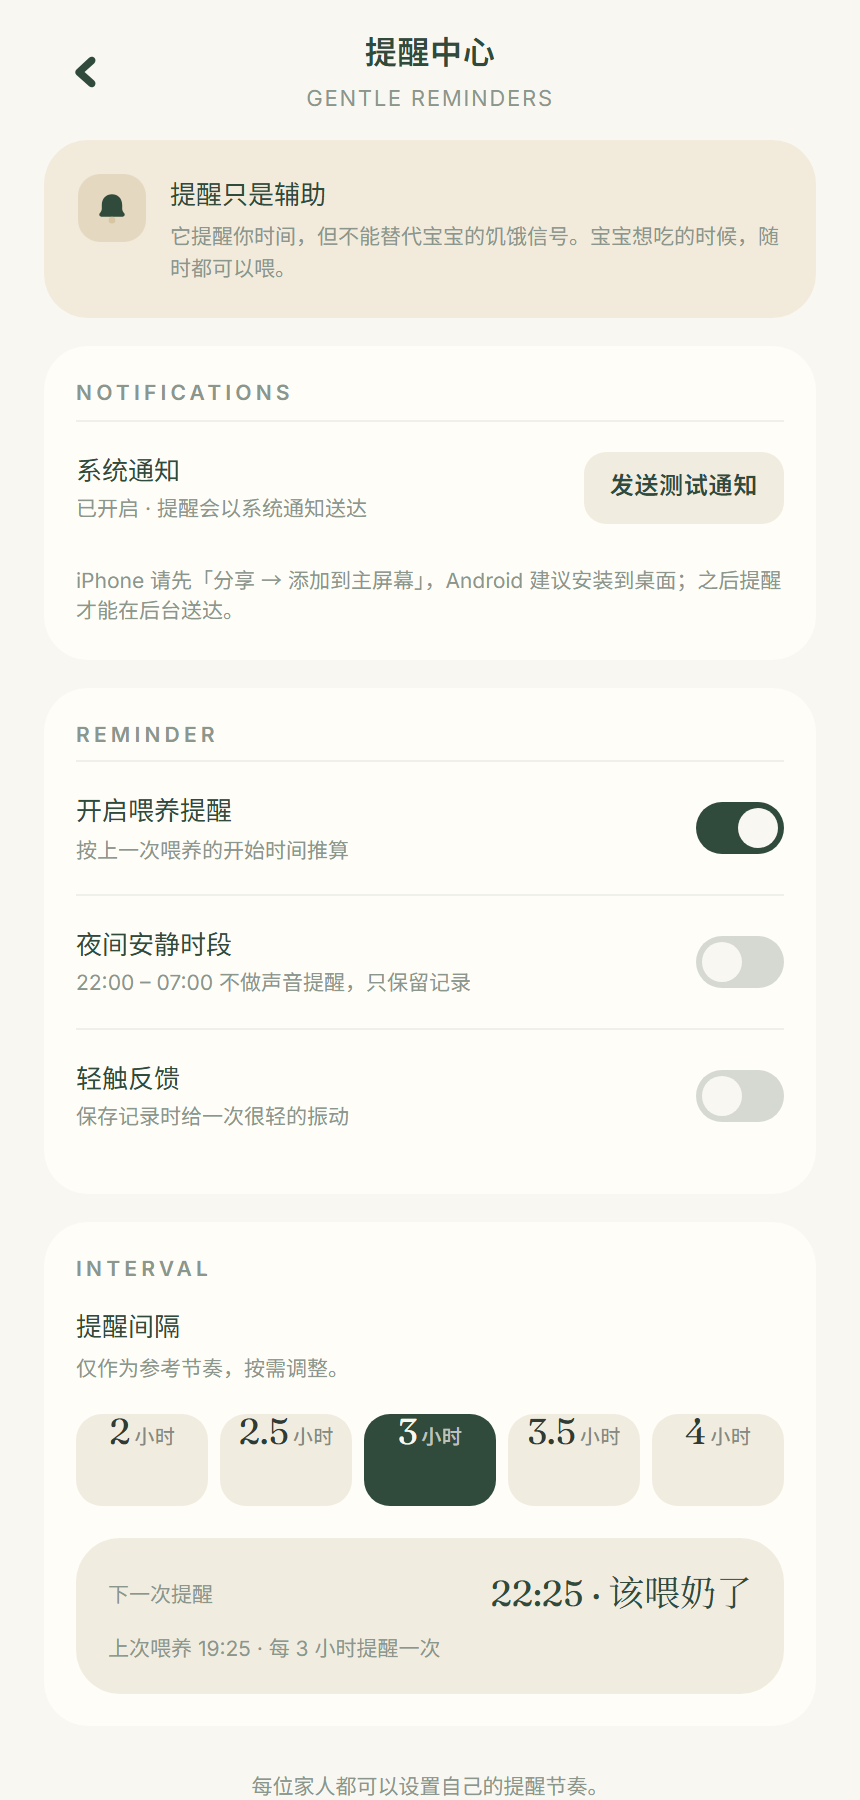 提醒中心
GENTLE REMINDERS
提醒只是辅助
它提醒你时间，但不能替代宝宝的饥饿信号。宝宝想吃的时候，随
时都可以喂。
NOTIFICATIONS
系统通知
已开启 · 提醒会以系统通知送达
发送测试通知
iPhone 请先「分享 → 添加到主屏幕」，Android 建议安装到桌面；之后提醒
才能在后台送达。
REMINDER
开启喂养提醒
按上一次喂养的开始时间推算
夜间安静时段
22:00 – 07:00 不做声音提醒，只保留记录
轻触反馈
保存记录时给一次很轻的振动
INTERVAL
提醒间隔
仅作为参考节奏，按需调整。
2 小时 2.5 小时 3 小时 3.5 小时 4 小时
下一次提醒 22:25 · 该喂奶了
上次喂养 19:25 · 每 3 小时提醒一次
每位家人都可以设置自己的提醒节奏。